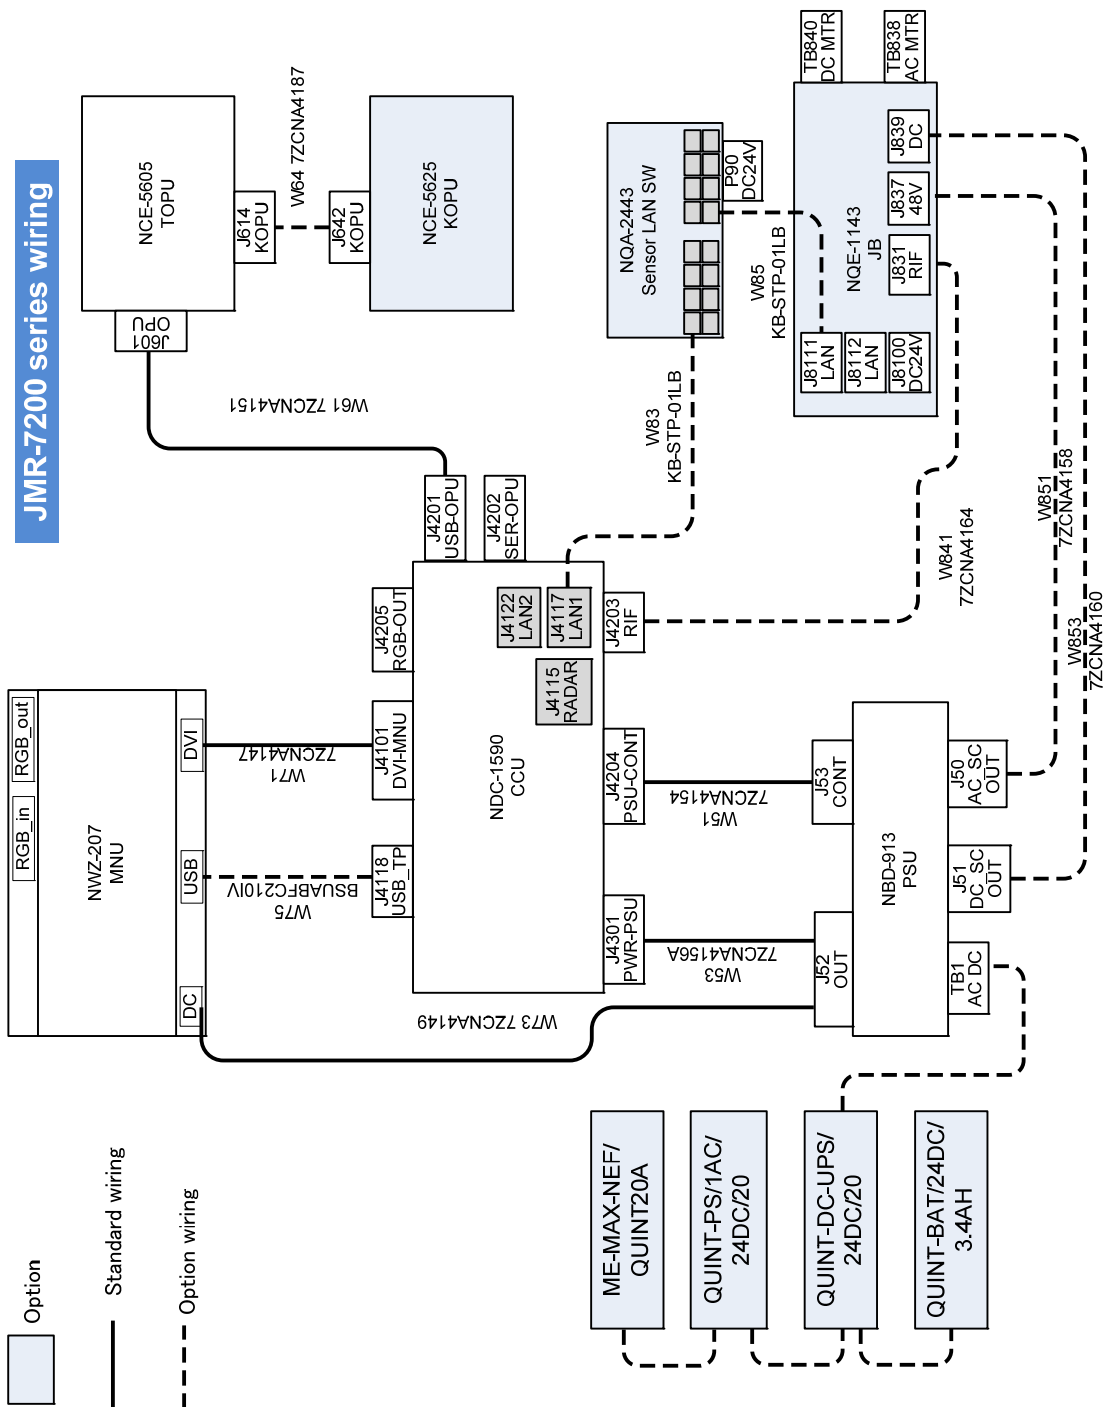 JMR-7200 series wiring
NCE-5605
TOPU
J614
KOPU
W64 7ZCNA4187
J642
KOPU
NCE-5625
KOPU
J601
OPU
W61 7ZCNA4151
NQA-2443
Sensor LAN SW
P90
DC24V
W85
KB-STP-01LB
W83
KB-STP-01LB
TB840
DC MTR
TB838
AC MTR
J839
DC
J837
48V
J831
RIF
NQE-1143
JB
J8111
LAN
J8112
LAN
J8100
DC24V
W841
7ZCNA4164
W851
7ZCNA4158
W853
7ZCNA4160
J4201
USB-OPU
J4202
SER-OPU
J4205
RGB-OUT
J4122
LAN2
J4117
LAN1
J4203
RIF
J4115
RADAR
J4101
DVI-MNU
NDC-1590
CCU
J4204
PSU-CONT
J4118
USB_TP
J4301
PWR-PSU
RGB_out
RGB_in
DVI
USB
DC
NWZ-207
MNU
W71
7ZCNA4147
W75
BSUABFC210IV
W73 7ZCNA4149
W51
7ZCNA4154
W53
7ZCNA4156A
J53
CONT
J52
OUT
NBD-913
PSU
J50
AC_SC
OUT
J51
DC_SC
OUT
TB1
AC DC
ME-MAX-NEF/
QUINT20A
QUINT-PS/1AC/
24DC/20
QUINT-DC-UPS/
24DC/20
QUINT-BAT/24DC/
3.4AH
Option
Standard wiring
Option wiring